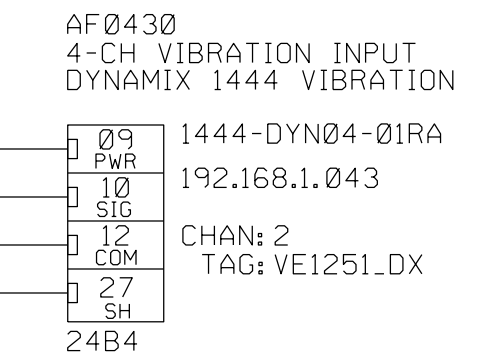 AF0430
4-CH VIBRATION INPUT
DYNAMIX 1444 VIBRATION
09
PWR
1444-DYN04-01RA
10
SIG
192.168.1.043
12
COM
CHAN: 2
TAG: VE1251_DX
27
SH
24B4